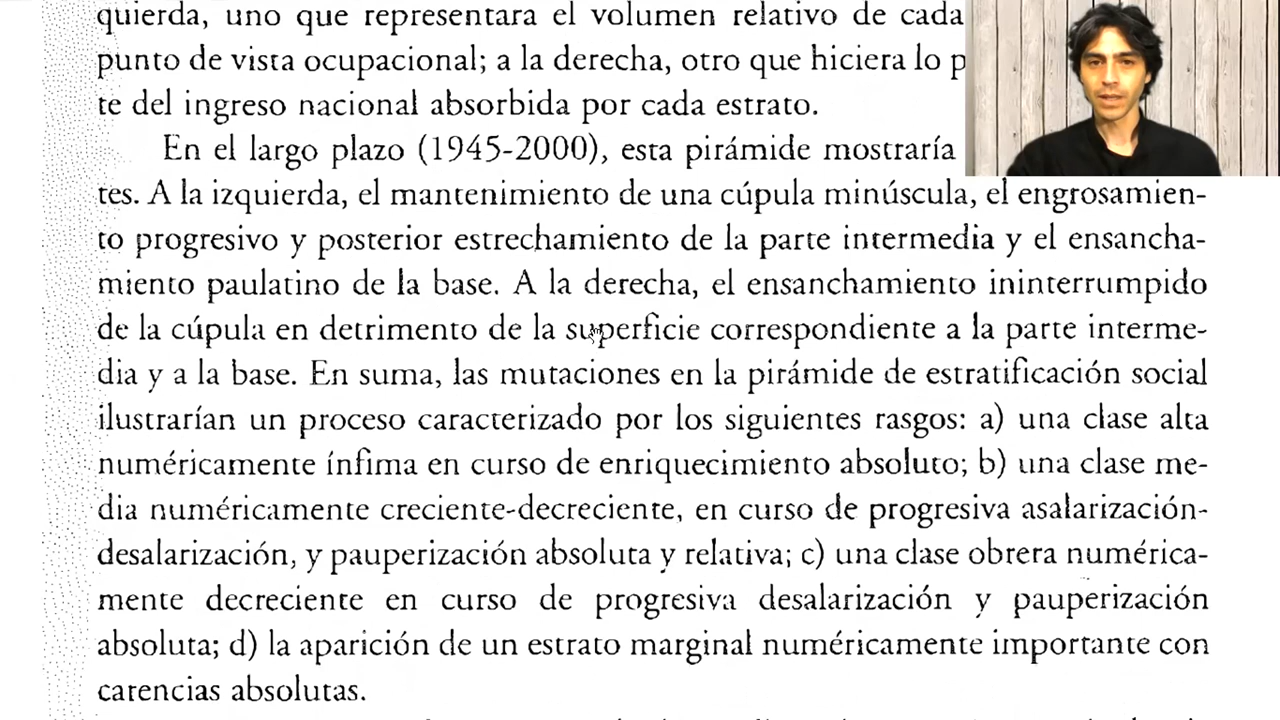 quierda, uno que representara el volumen relativo de cada
punto de vista ocupacional; a la derecha, otro que hiciera lo p
te del ingreso nacional absorbida por cada estrato.
En el largo plazo (1945-2000), esta pirámide mostraría
tes. A la izquierda, el mantenimiento de una cúpula minúscula, el engrosamien-
to progresivo y posterior estrechamiento de la parte intermedia y el ensancha-
miento paulatino de la base. A la derecha, el ensanchamiento ininterrumpido
de la cúpula en detrimento de la superficie correspondiente a la parte interme-
dia y a la base. En suma, las mutaciones en la pirámide de estratificación social
ilustrarían un proceso caracterizado por los siguientes rasgos: a) una clase alta
numéricamente ínfima en curso de enriquecimiento absoluto; b) una clase me-
dia numéricamente creciente-decreciente, en curso de progresiva asalarización-
desalarización, y pauperización absoluta y relativa; c) una clase obrera numérica-
mente decreciente en curso de progresiva desalarización y pauperización
absoluta; d) la aparición de un estrato marginal numéricamente importante con
carencias absolutas.